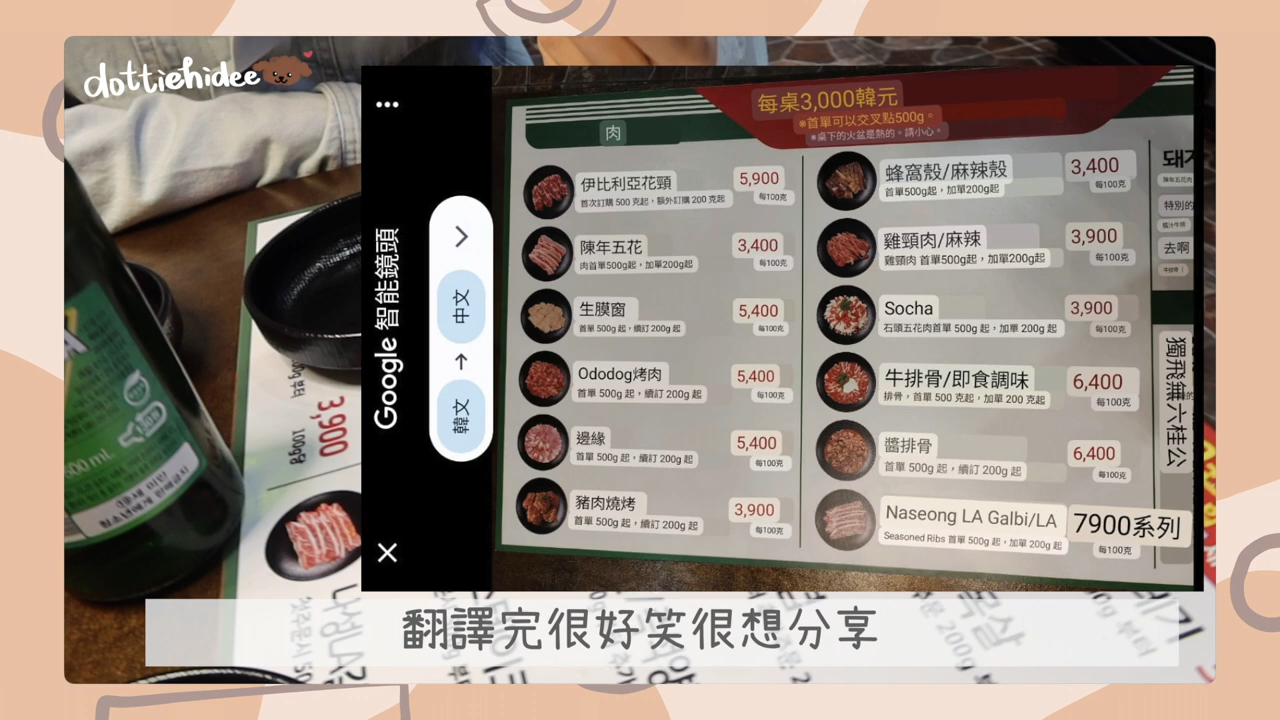 dottiehidee
Google 智能鏡頭
韓文 → 中文
每桌3,000韓元
※首單可以交叉點500g。
※桌下的火盆是熱的。請小心。
肉
伊比利亞花頸
首次訂購 500 克起，額外訂購 200 克起
5,900
每100克
陳年五花
肉首單500g起，加單200g起
3,400
每100克
生膜窗
首單 500g 起，續訂 200g 起
5,400
每100克
Ododog烤肉
首單 500g 起，續訂 200g 起
5,400
每100克
邊緣
首單 500g 起，續訂 200g 起
5,400
每100克
豬肉燒烤
首單 500g 起，續訂 200g 起
3,900
每100克
蜂窩殼/麻辣殼
首單500g起，加單200g起
3,400
每100克
雞頸肉/麻辣
雞頸肉 首單500g起，加單200g起
3,900
每100克
Socha
石頭五花肉首單 500g 起，加單 200g 起
3,900
每100克
牛排骨/即食調味
排骨，首單 500 克起，加單 200 克起
6,400
每100克
醬排骨
首單 500g 起，續訂 200g 起
6,400
每100克
Naseong LA Galbi/LA
Seasoned Ribs 首單 500g 起，加單 200g 起
7900系列
每100克
特別的
去啊
獨飛無六桂公
3,900
100g
翻譯完很好笑很想分享